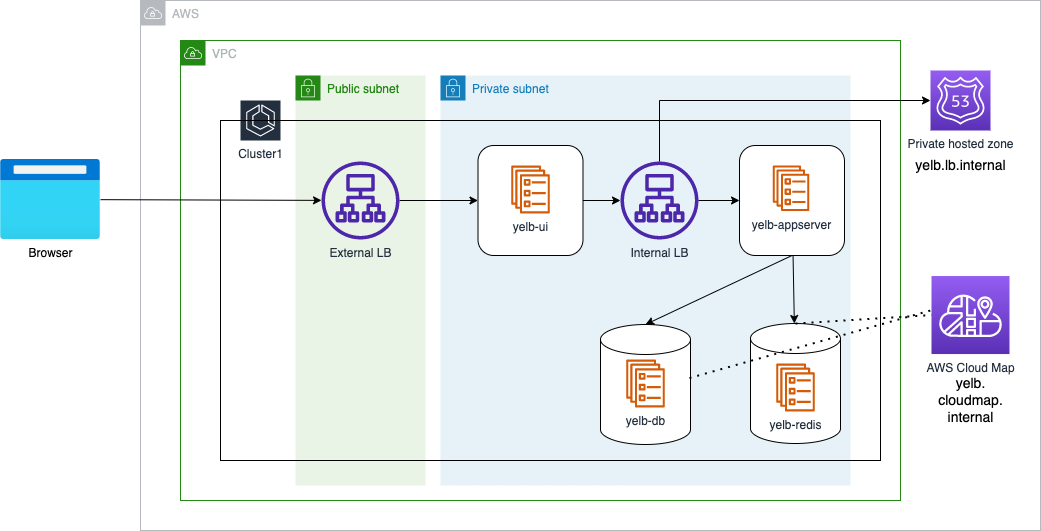 AWS
VPC
Public subnet
Private subnet
53
Cluster1
Private hosted zone
yelb.lb.internal
yelb-ui
yelb-appserver
Browser
External LB
Internal LB
AWS Cloud Map
yelb.
cloudmap.
internal
yelb-db
yelb-redis